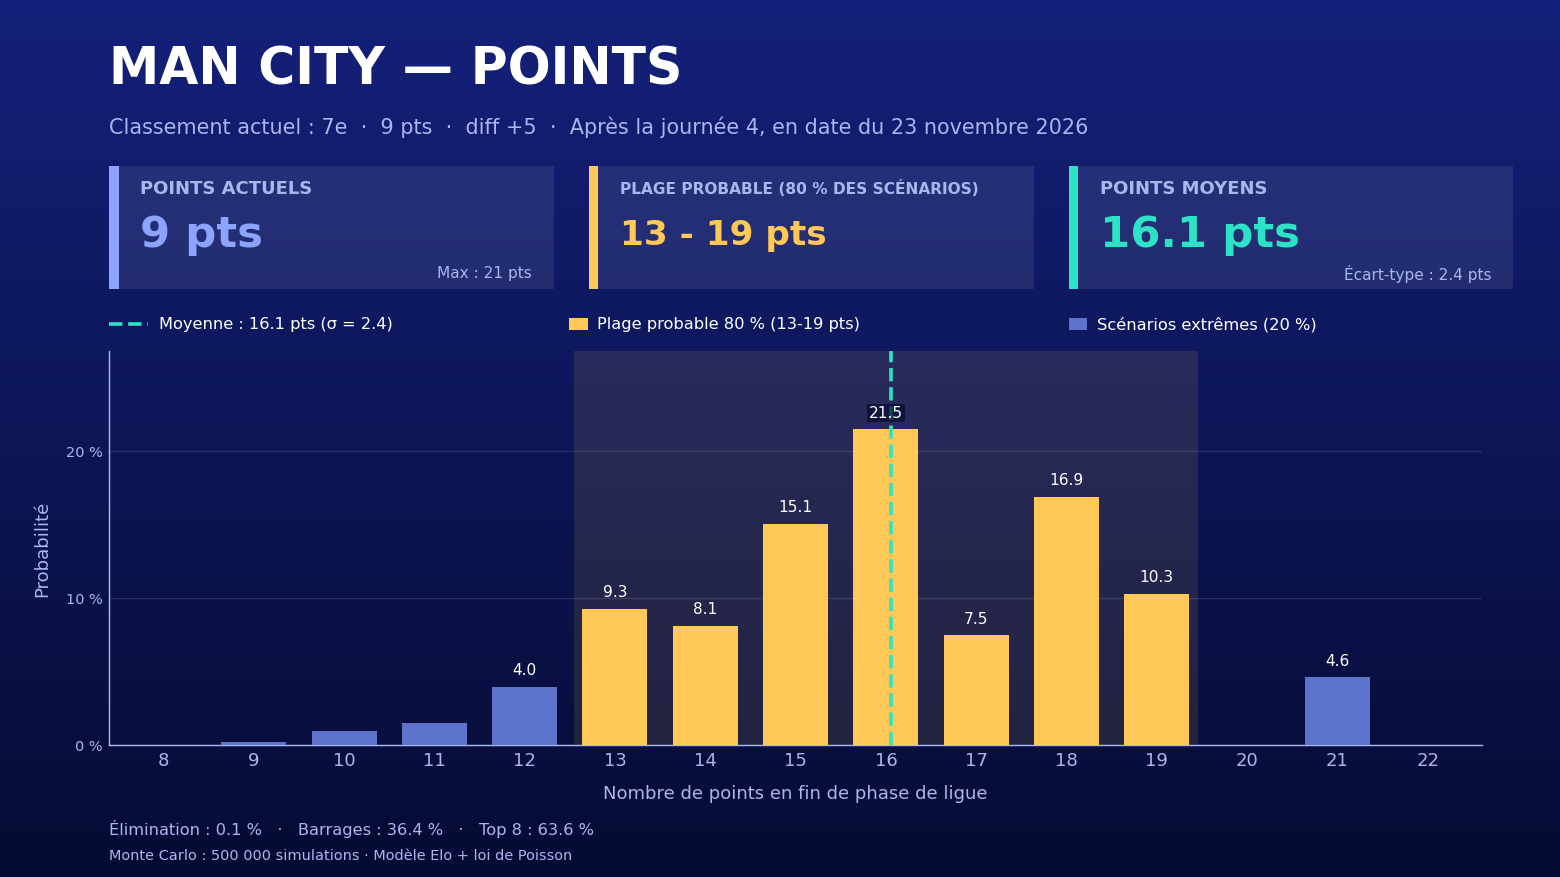 MAN CITY — POINTS
Classement actuel : 7e · 9 pts · diff +5 · Après la journée 4, en date du 23 novembre 2026
POINTS ACTUELS
9 pts
Max : 21 pts
PLAGE PROBABLE (80 % DES SCÉNARIOS)
13 - 19 pts
POINTS MOYENS
16.1 pts
Écart-type : 2.4 pts
Moyenne : 16.1 pts (σ = 2.4)
Plage probable 80 % (13-19 pts)
Scénarios extrêmes (20 %)
Probabilité
20 %
10 %
0 %
4.0
9.3
8.1
15.1
21.5
7.5
16.9
10.3
4.6
8 9 10 11 12 13 14 15 16 17 18 19 20 21 22
Nombre de points en fin de phase de ligue
Élimination : 0.1 % · Barrages : 36.4 % · Top 8 : 63.6 %
Monte Carlo : 500 000 simulations · Modèle Elo + loi de Poisson